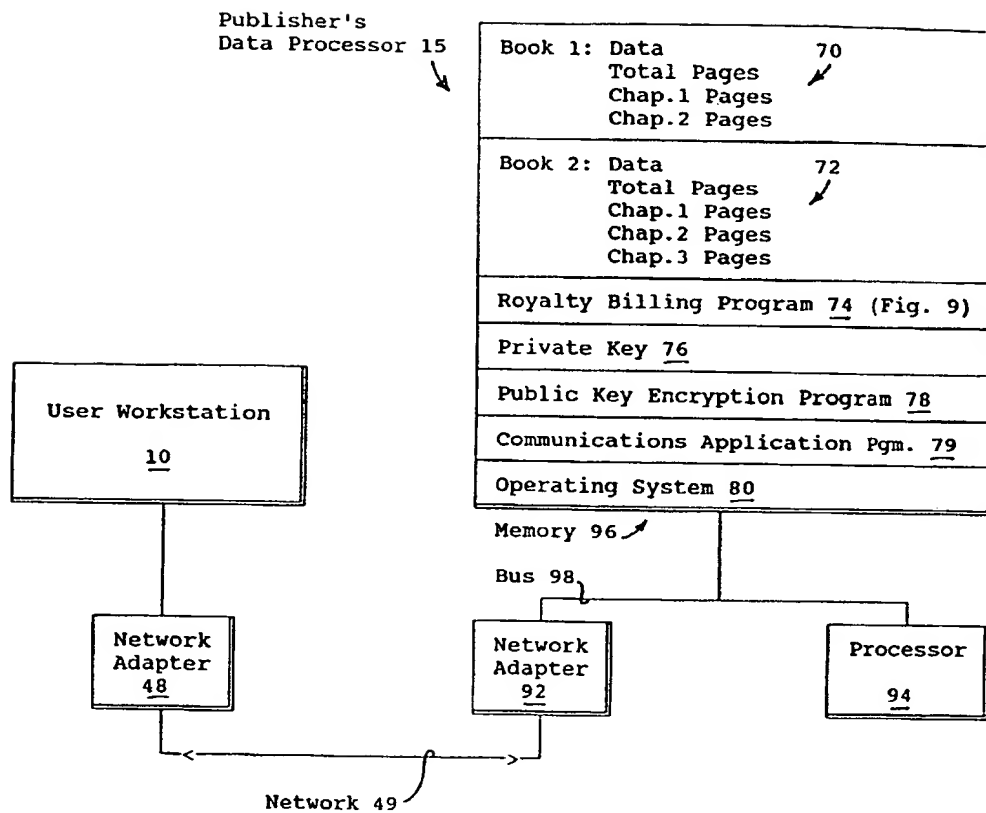 Publisher's
Data Processor 15
Book 1: Data 70
Total Pages
Chap.1 Pages
Chap.2 Pages
Book 2: Data 72
Total Pages
Chap.1 Pages
Chap.2 Pages
Chap.3 Pages
Royalty Billing Program 74 (Fig. 9)
Private Key 76
Public Key Encryption Program 78
Communications Application Pgm. 79
Operating System 80
User Workstation
10
Memory 96
Bus 98
Network
Adapter
48
Network
Adapter
92
Processor
94
Network 49